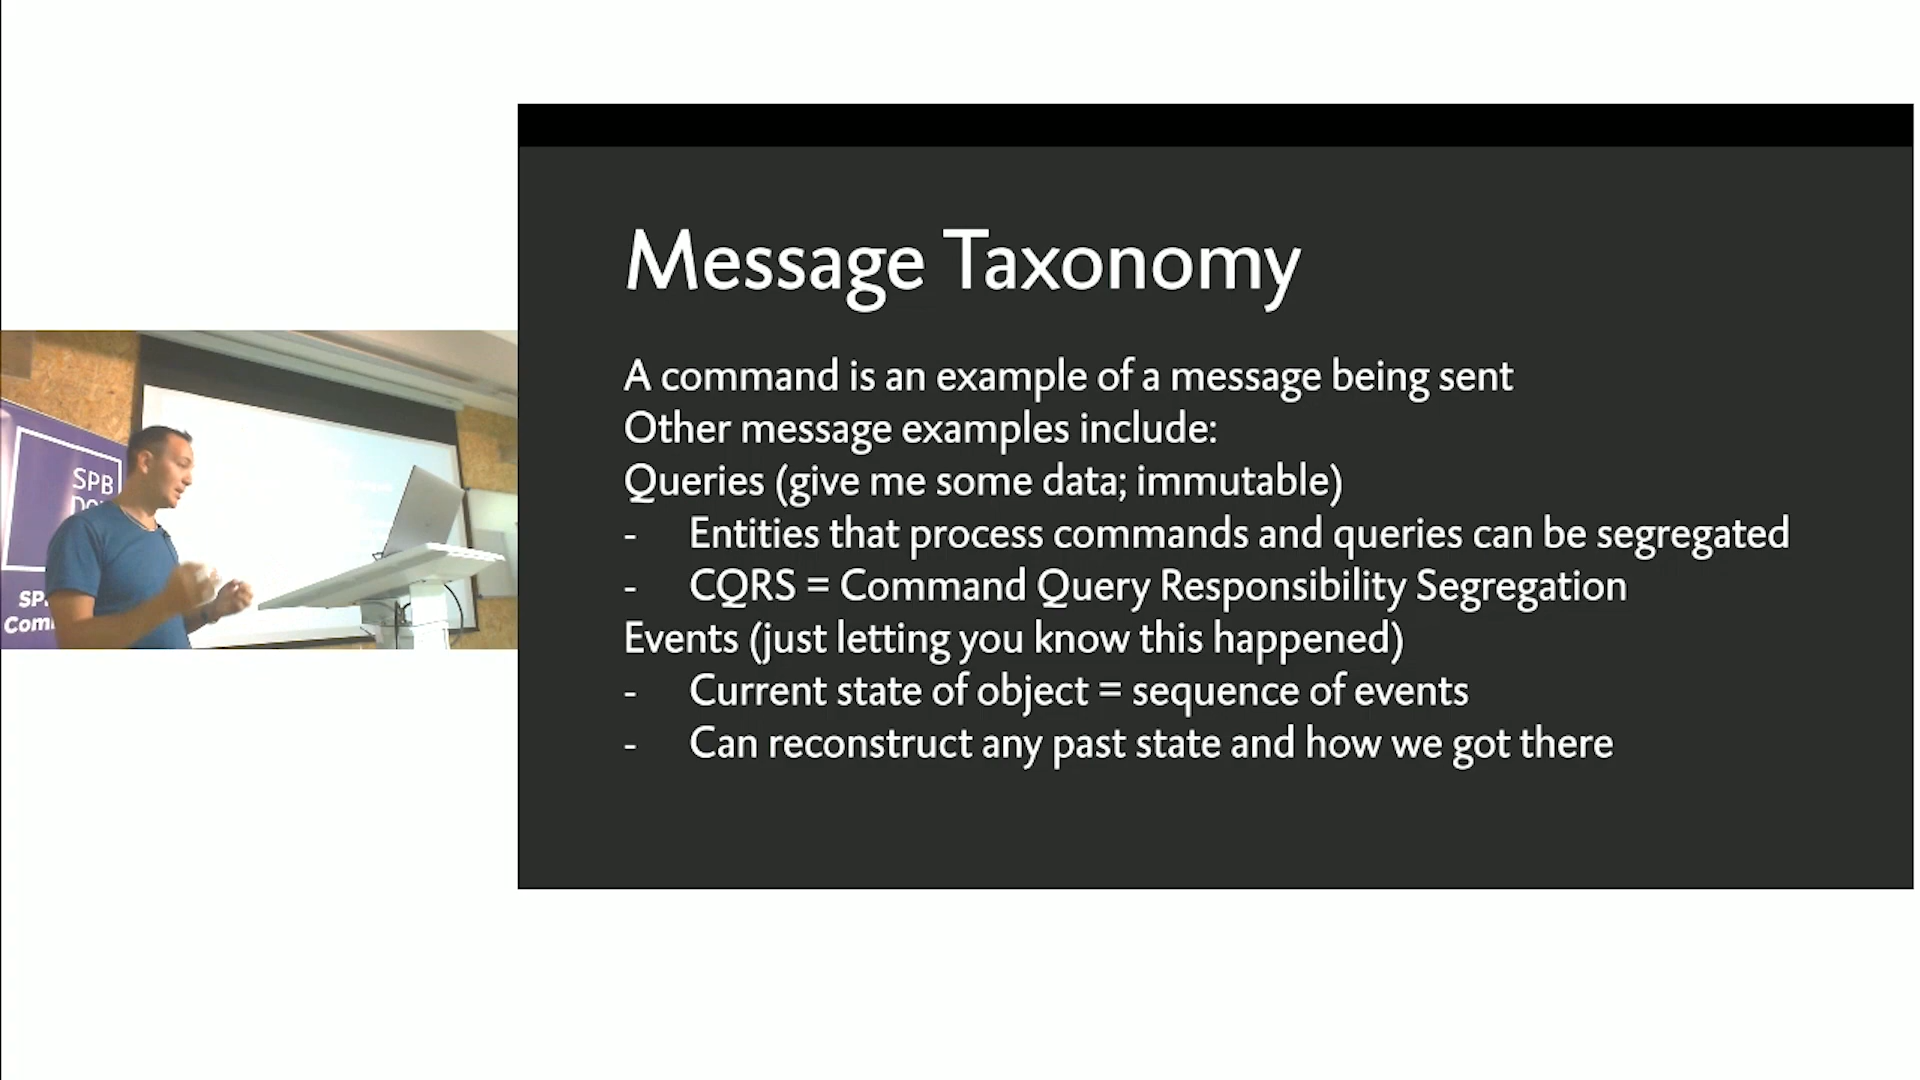 SPB
Message Taxonomy
A command is an example of a message being sent
Other message examples include:
Queries (give me some data; immutable)
- Entities that process commands and queries can be segregated
- CQRS = Command Query Responsibility Segregation
Events (just letting you know this happened)
- Current state of object = sequence of events
- Can reconstruct any past state and how we got there